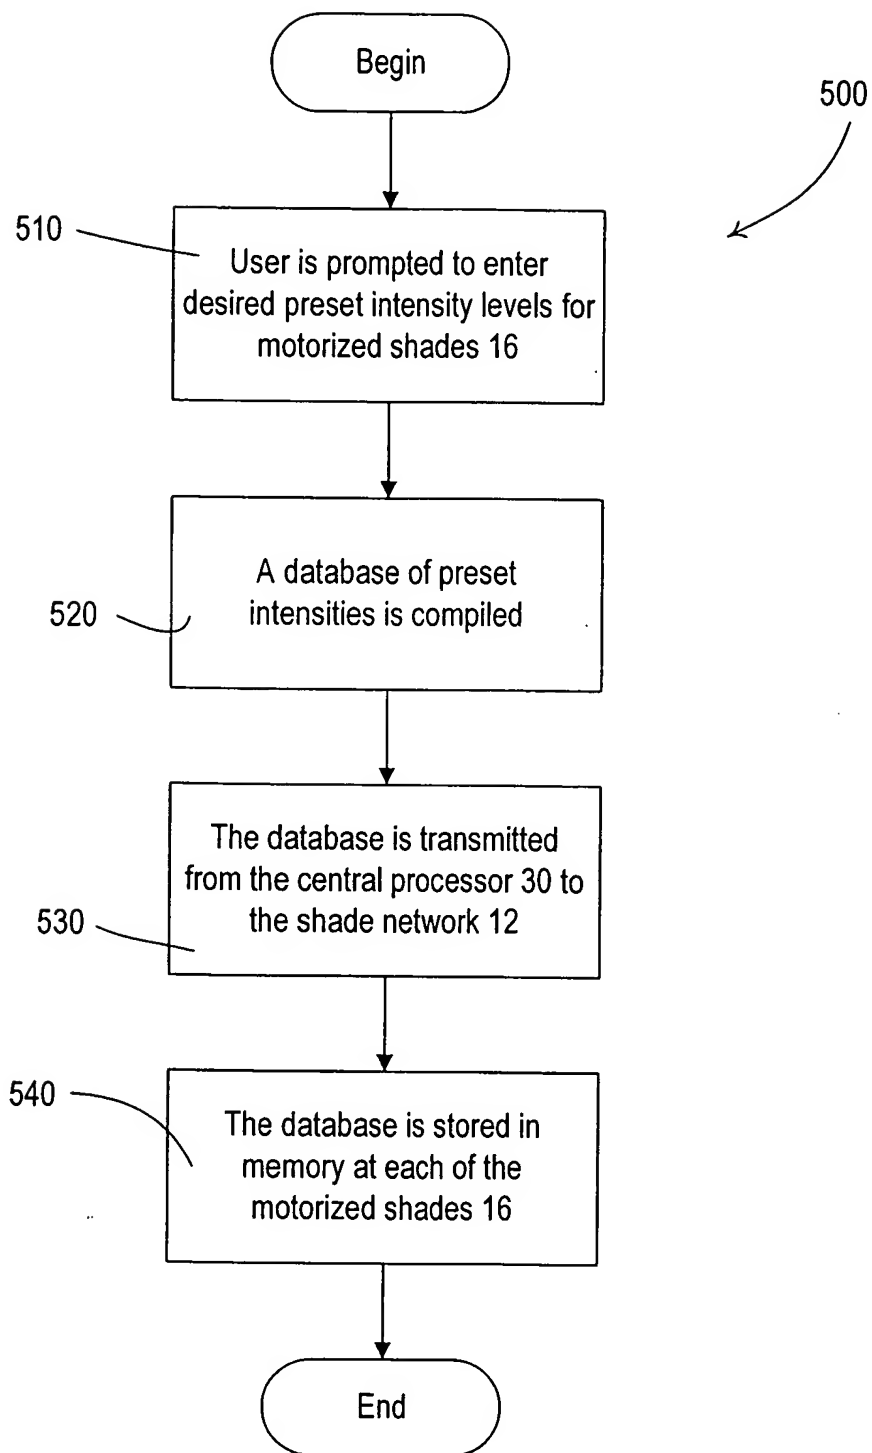 Begin
500
510
User is prompted to enter
desired preset intensity levels for
motorized shades 16
A database of preset
intensities is compiled
520
The database is transmitted
from the central processor 30 to
the shade network 12
530
540
The database is stored in
memory at each of the
motorized shades 16
End